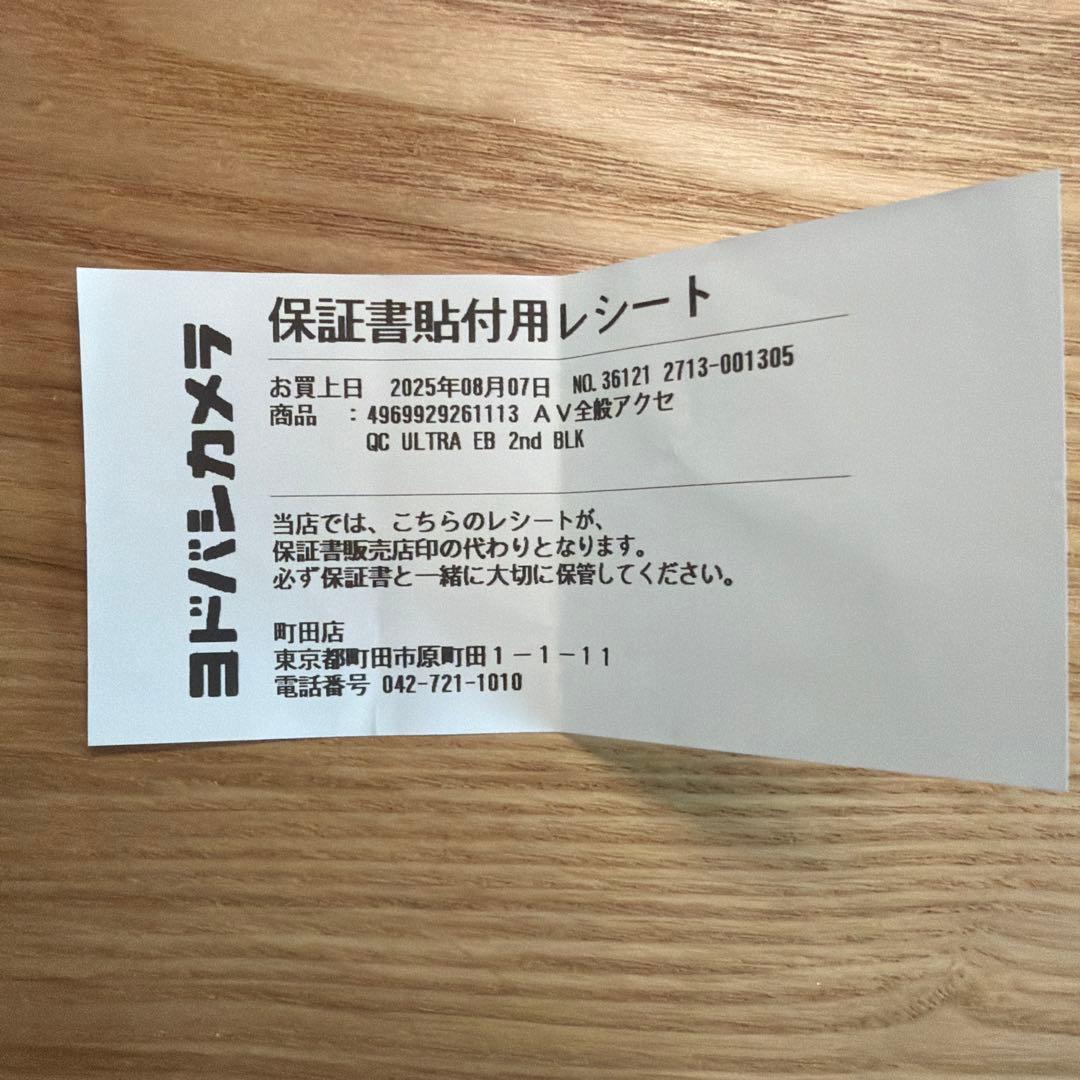 ヨドバシカメラ
保証書貼付用レシート
お買上日 2025年08月07日 NO. 36121 2713-001305
商品 : 4969929261113 AV全般アクセ
QC ULTRA EB 2nd BLK
当店では、こちらのレシートが、
保証書販売店印の代わりとなります。
必ず保証書と一緒に大切に保管してください。
町田店
東京都町田市原町田1-1-11
電話番号 042-721-1010